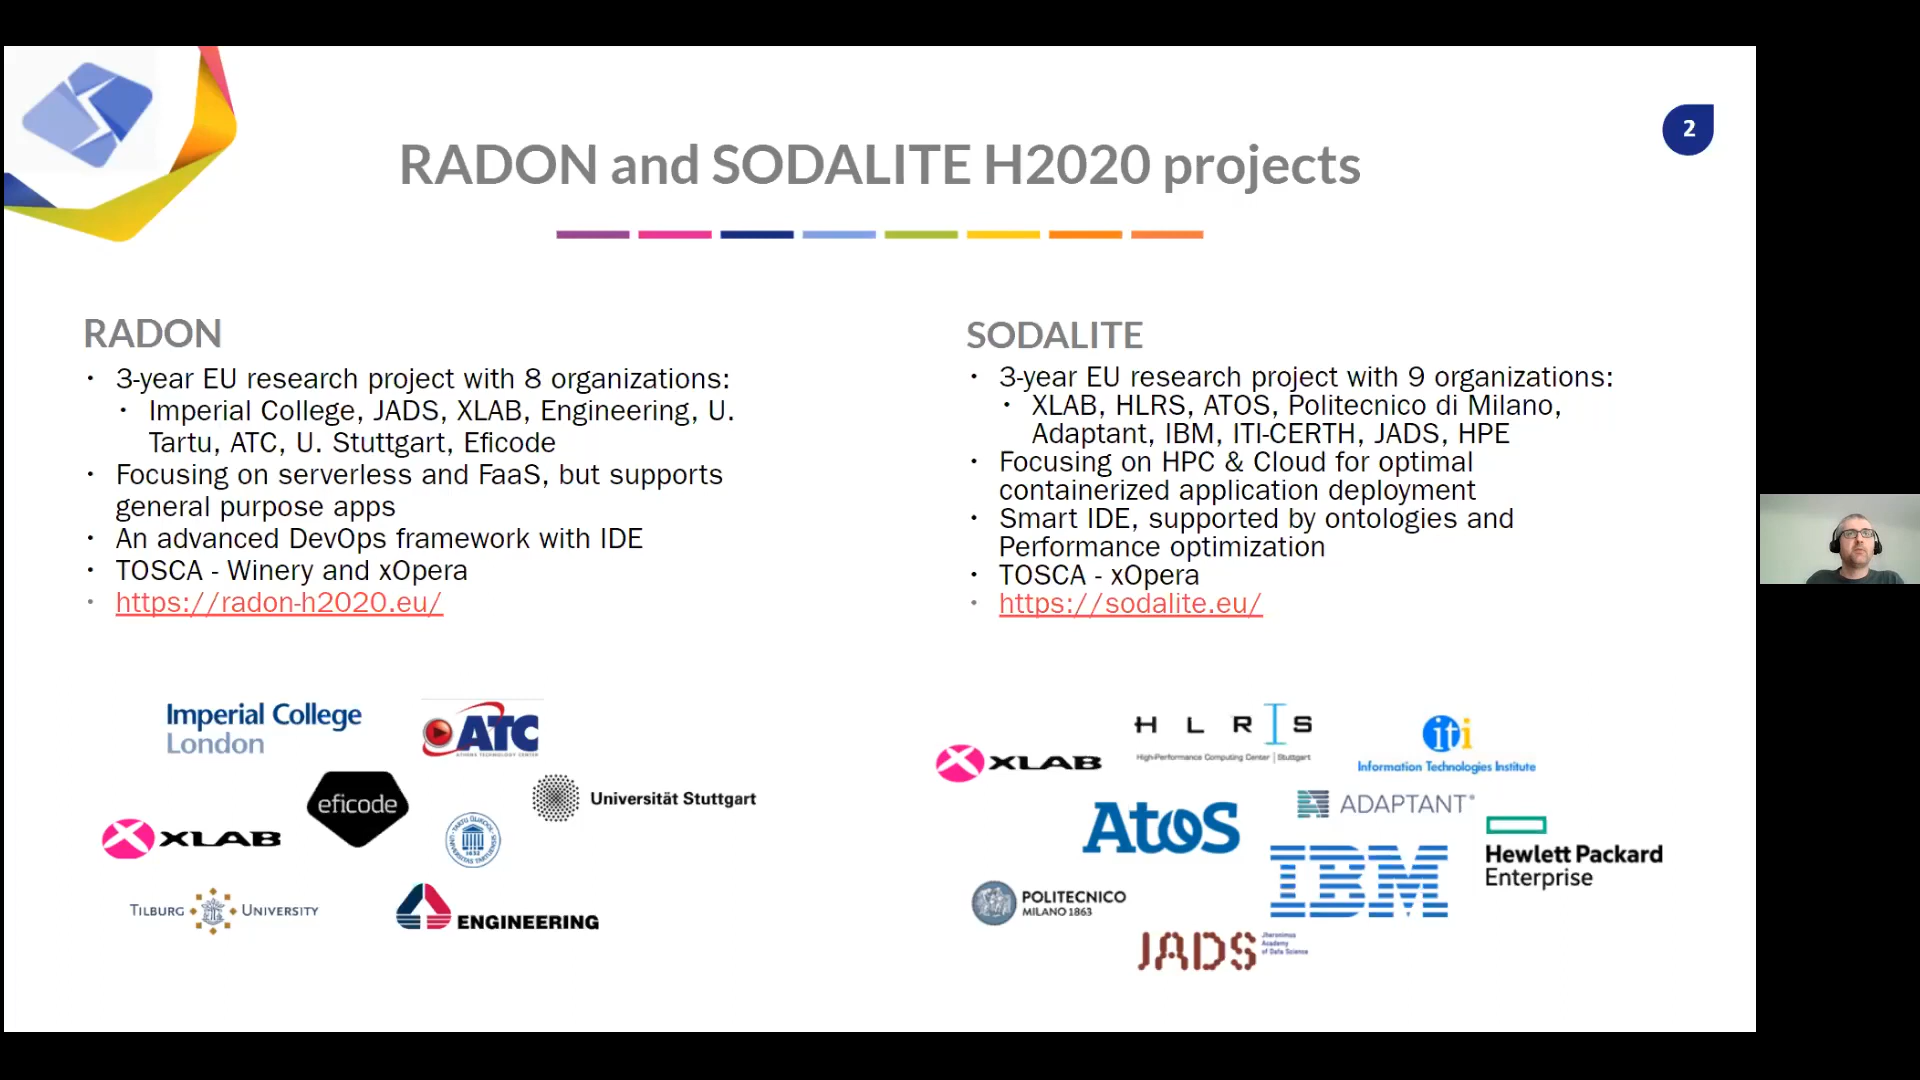 2
RADON and SODALITE H2020 projects
RADON
• 3-year EU research project with 8 organizations:
• Imperial College, JADS, XLAB, Engineering, U.
Tartu, ATC, U. Stuttgart, Eficode
• Focusing on serverless and FaaS, but supports
general purpose apps
• An advanced DevOps framework with IDE
• TOSCA - Winery and xOpera
• https://radon-h2020.eu/
Imperial College
London
ATC
ATHENS TECHNOLOGY CENTER
eficode
Universität Stuttgart
XLAB
UNIVERSITAS TARTUENSIS
1632
TILBURG UNIVERSITY
ENGINEERING
SODALITE
• 3-year EU research project with 9 organizations:
• XLAB, HLRS, ATOS, Politecnico di Milano,
Adaptant, IBM, ITI-CERTH, JADS, HPE
• Focusing on HPC & Cloud for optimal
containerized application deployment
• Smart IDE, supported by ontologies and
Performance optimization
• TOSCA - xOpera
• https://sodalite.eu/
HLRIS
High-Performance Computing Center | Stuttgart
iti
Information Technologies Institute
XLAB
ADAPTANT
Atos
Hewlett Packard
Enterprise
IBM
POLITECNICO
MILANO 1863
JADS
Jheronimus
Academy
of Data Science